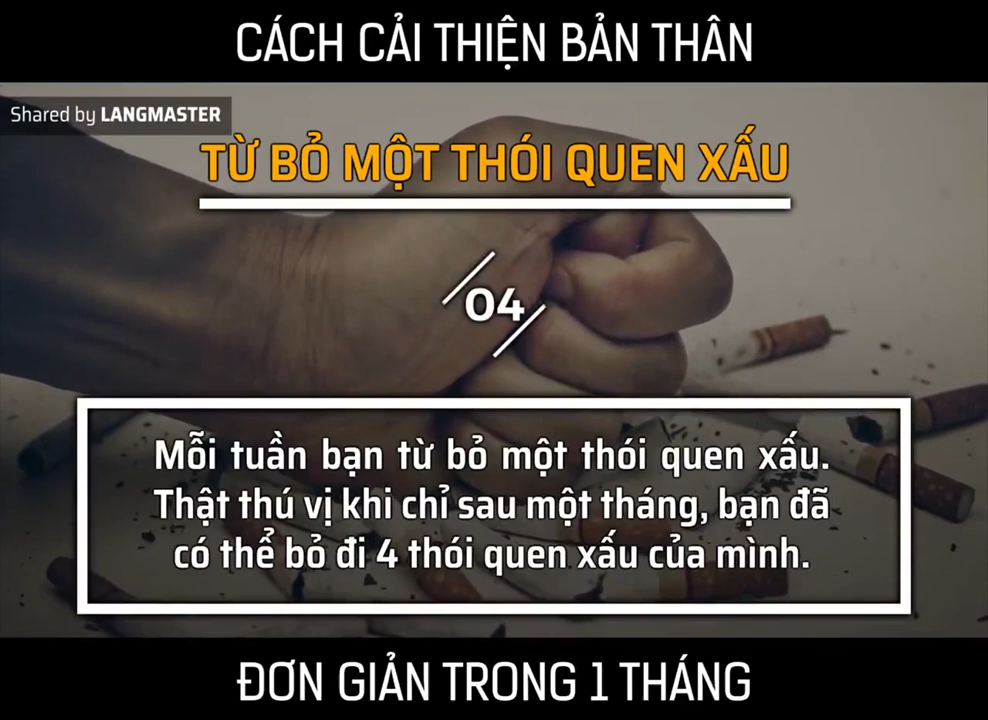 CÁCH CẢI THIỆN BẢN THÂN
Shared by LANGMASTER
TỪ BỎ MỘT THÓI QUEN XẤU
04
Mỗi tuần bạn từ bỏ một thói quen xấu.
Thật thú vị khi chỉ sau một tháng, bạn đã
có thể bỏ đi 4 thói quen xấu của mình.
ĐƠN GIẢN TRONG 1 THÁNG